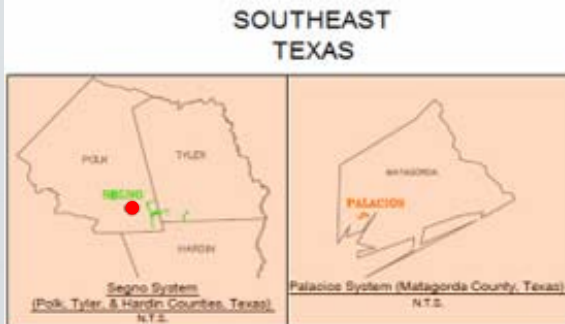 SOUTHEAST
TEXAS
POLK
TYLER
SEGNO
HARDIN
Segno System
(Polk, Tyler, & Hardin Counties, Texas)
N.T.S.
MATAGORDA
PALACIOS
Palacios System (Matagorda County, Texas)
N.T.S.